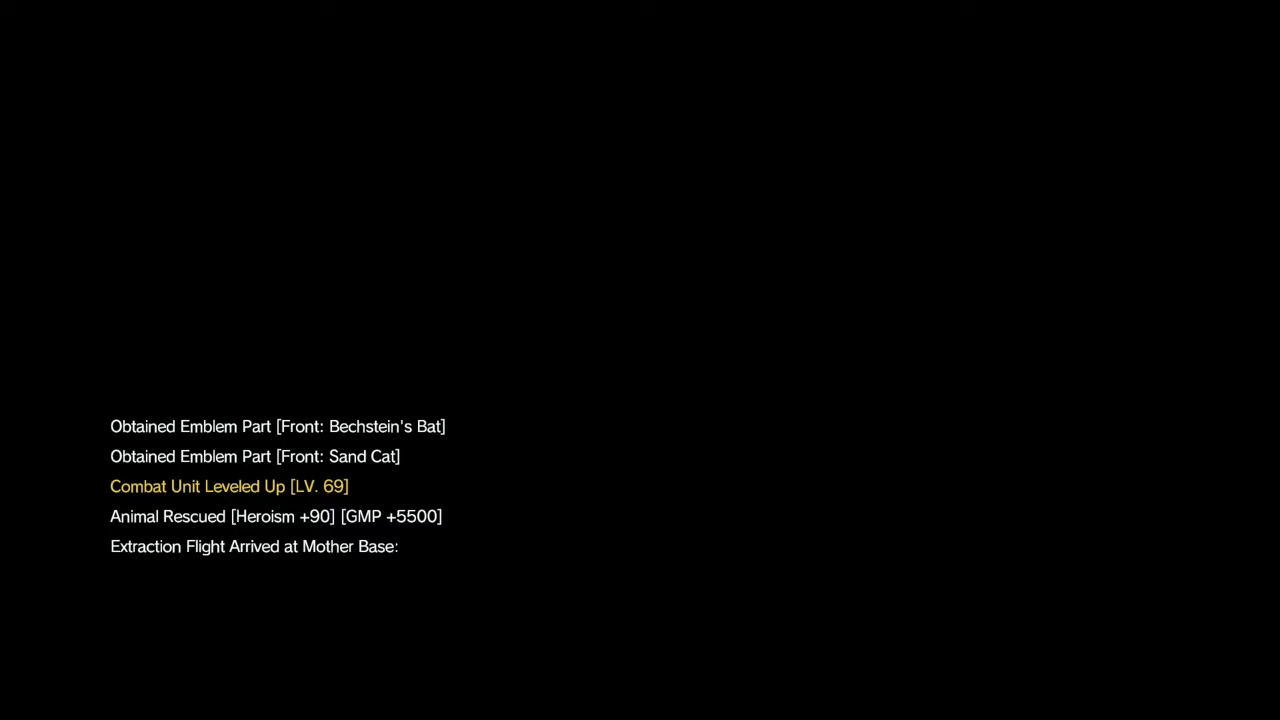 Obtained Emblem Part [Front: Bechstein's Bat]
Obtained Emblem Part [Front: Sand Cat]
Combat Unit Leveled Up [LV. 69]
Animal Rescued [Heroism +90] [GMP +5500]
Extraction Flight Arrived at Mother Base: